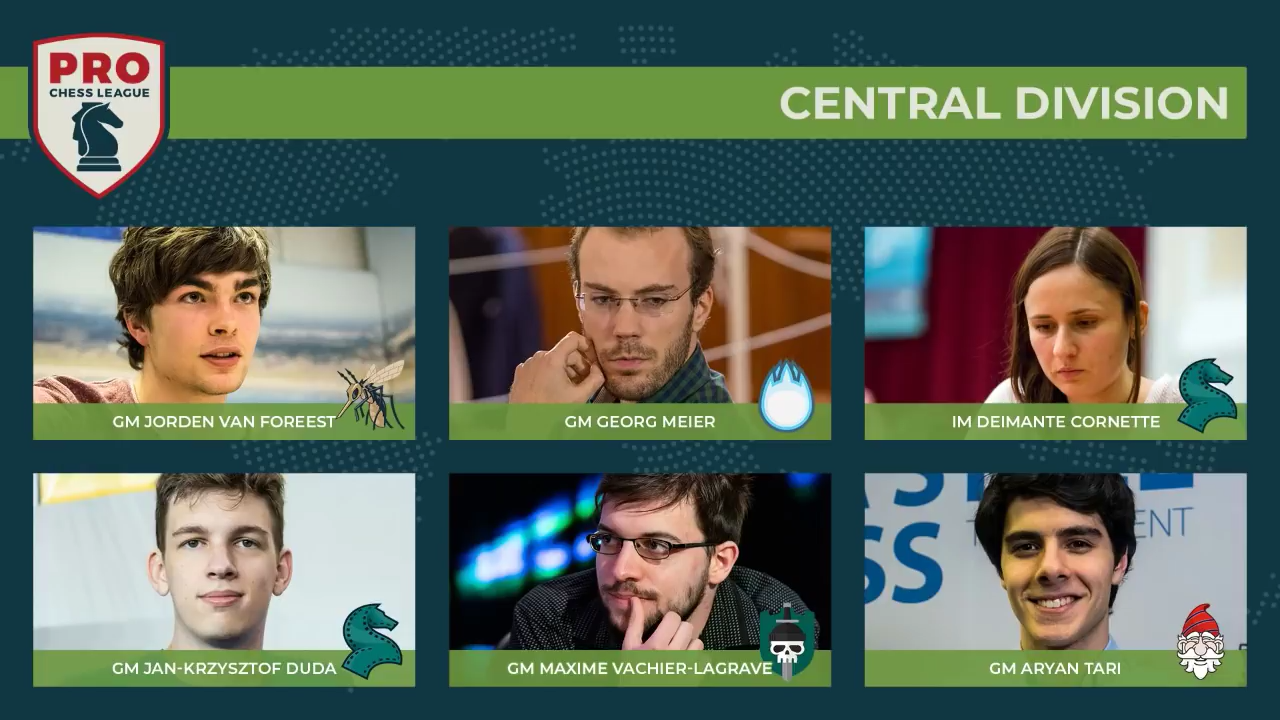 PRO
CHESS LEAGUE
CENTRAL DIVISION
GM JORDEN VAN FOREEST
GM GEORG MEIER
IM DEIMANTE CORNETTE
GM JAN-KRZYSZTOF DUDA
GM MAXIME VACHIER-LAGRAVE
GM ARYAN TARI